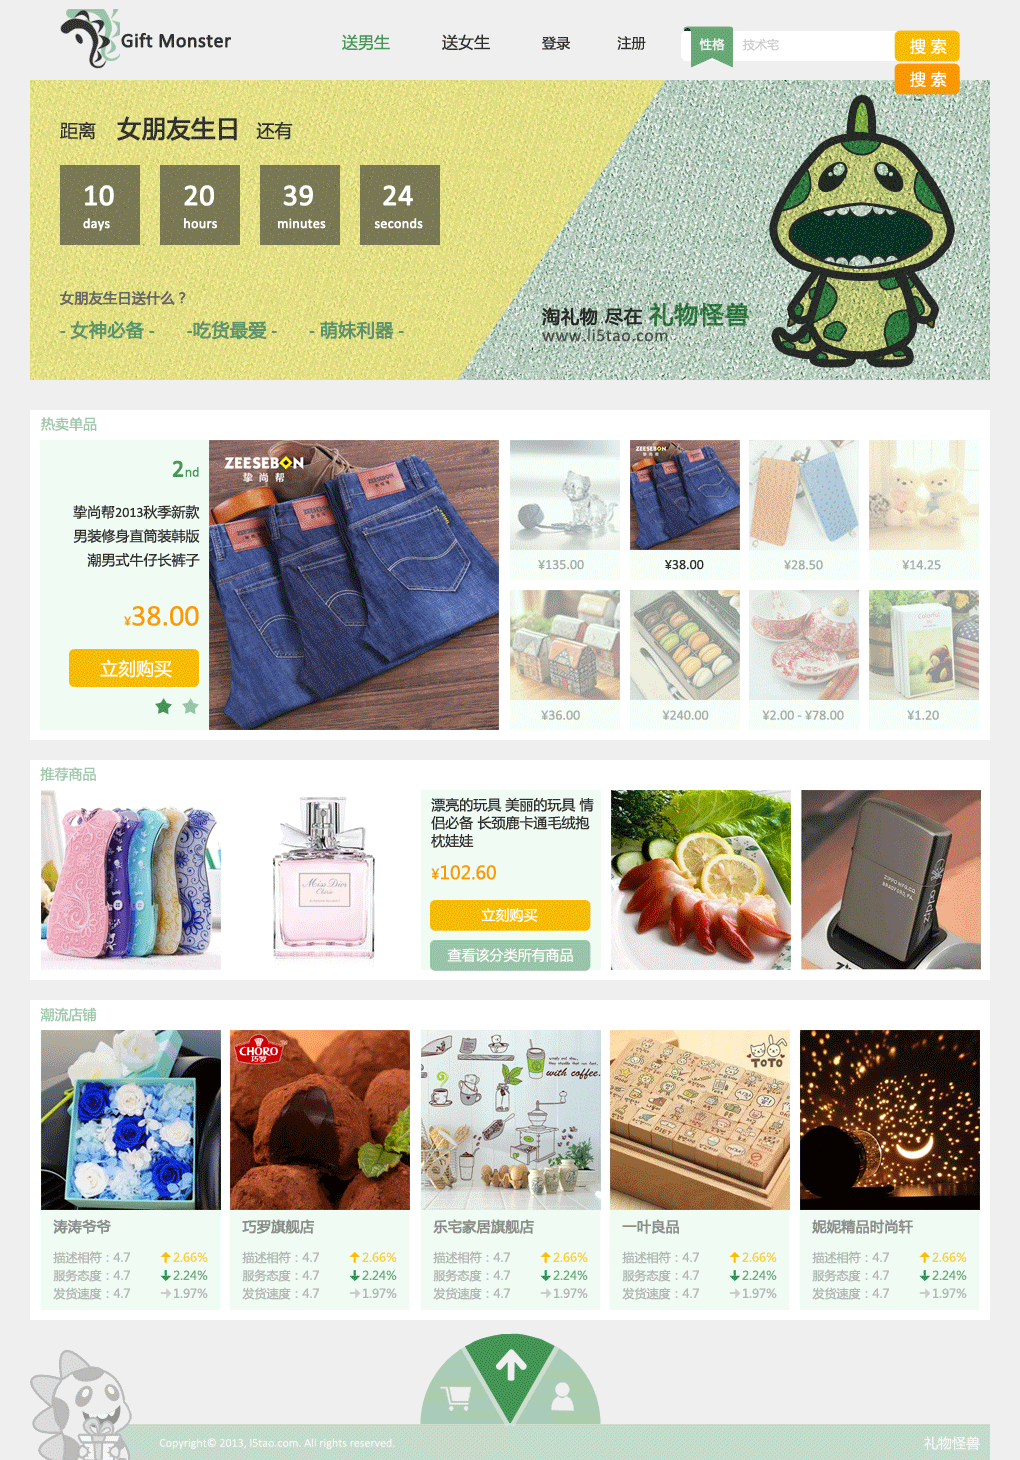 Gift Monster
送男生
送女生
登录
注册
性格
技术宅
搜 索
搜 索
距离 女朋友生日 还有
10 20 39 24
days hours minutes seconds
女朋友生日送什么？
- 女神必备 - -吃货最爱 - - 萌妹利器 -
淘礼物 尽在 礼物怪兽
www.li5tao.com
热卖单品
2nd
挚尚帮2013秋季新款
男装修身直筒装韩版
潮男式牛仔长裤子
¥38.00
立刻购买
ZEESEBON
挚尚帮
¥135.00 ¥38.00 ¥28.50 ¥14.25
¥36.00 ¥240.00 ¥2.00 - ¥78.00 ¥1.20
推荐商品
Miss Dior
漂亮的玩具 美丽的玩具 情
侣必备 长颈鹿卡通毛绒抱
枕娃娃
¥102.60
立刻购买
查看该分类所有商品
zippo
潮流店铺
CHORO
巧罗
with coffee.
TOTO
涛涛爷爷 巧罗旗舰店 乐宅家居旗舰店 一叶良品 妮妮精品时尚轩
描述相符：4.7 2.66% 描述相符：4.7 2.66% 描述相符：4.7 2.66% 描述相符：4.7 2.66% 描述相符：4.7 2.66%
服务态度：4.7 2.24% 服务态度：4.7 2.24% 服务态度：4.7 2.24% 服务态度：4.7 2.24% 服务态度：4.7 2.24%
发货速度：4.7 1.97% 发货速度：4.7 1.97% 发货速度：4.7 1.97% 发货速度：4.7 1.97% 发货速度：4.7 1.97%
Copyright© 2013, l5tao.com. All rights reserved.
礼物怪兽